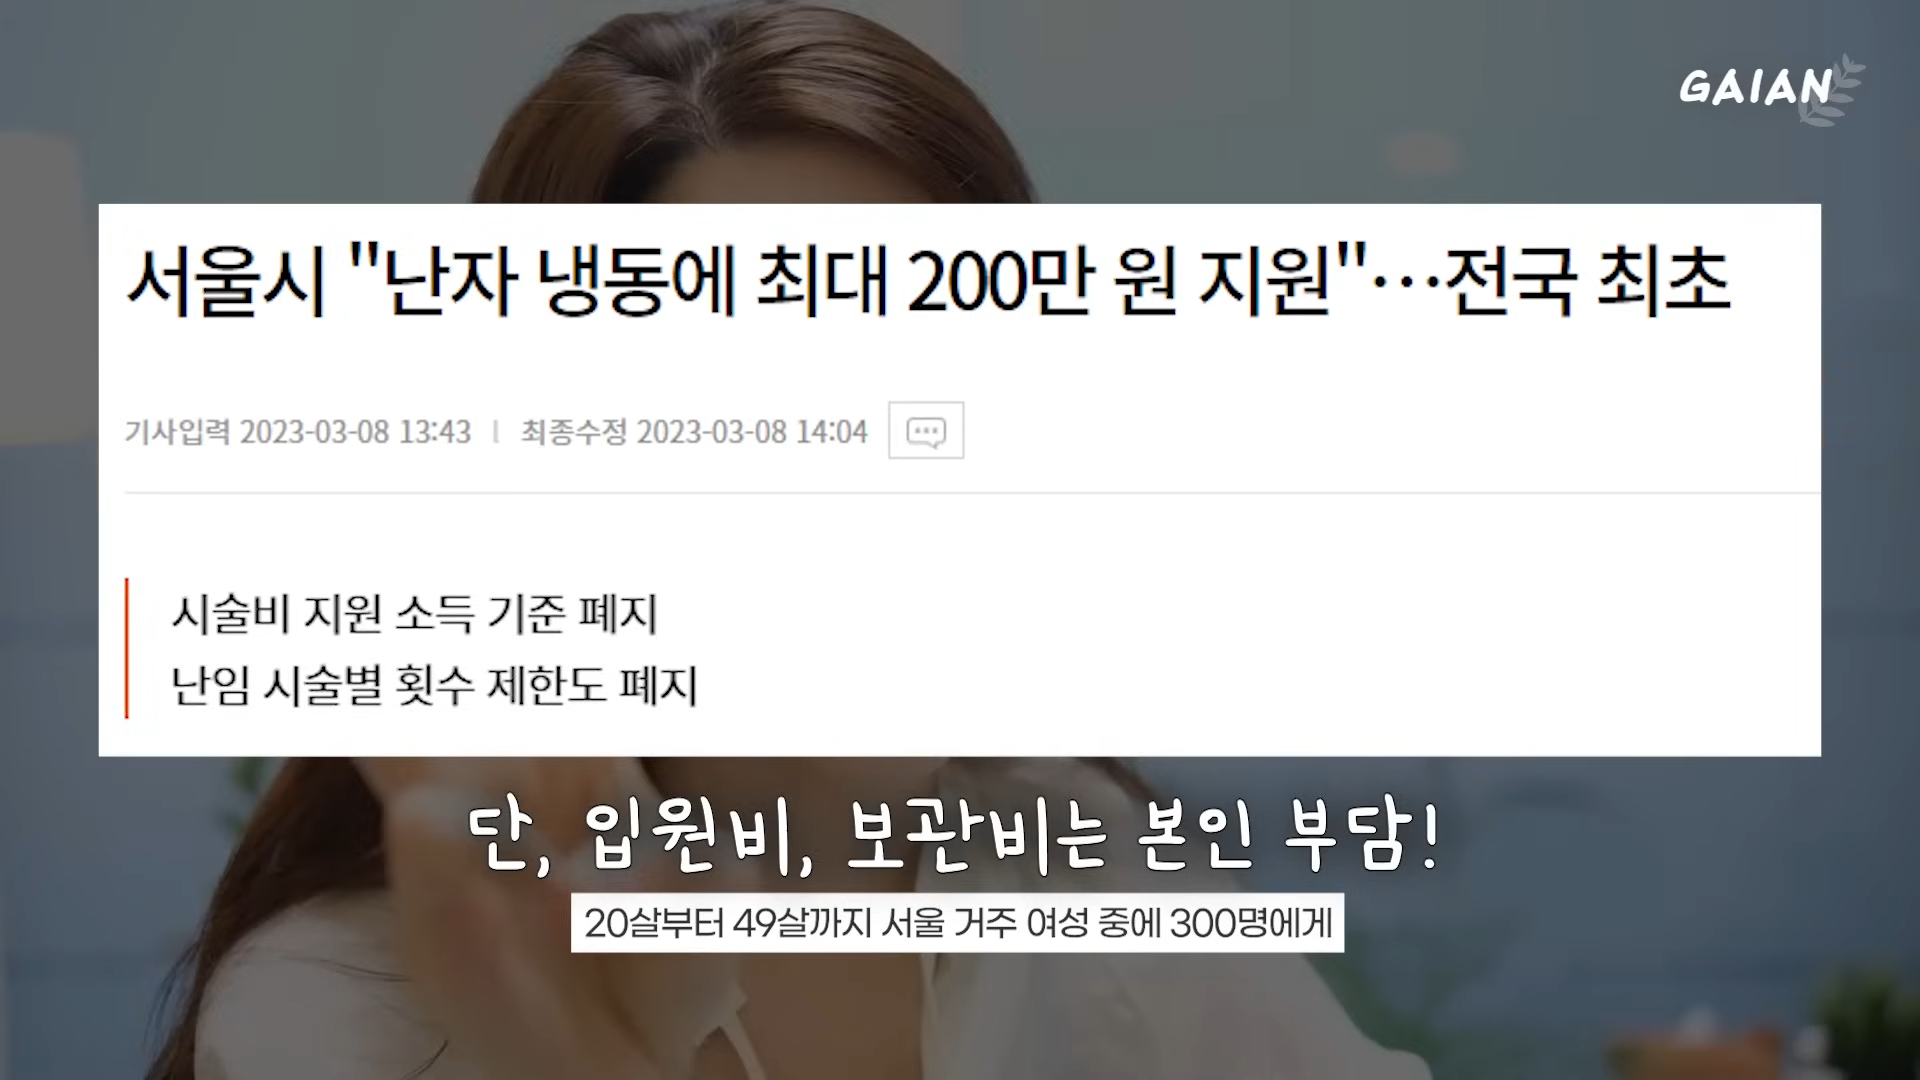 GAIAN
서울시 "난자 냉동에 최대 200만 원 지원"…전국 최초
기사입력 2023-03-08 13:43 l 최종수정 2023-03-08 14:04
시술비 지원 소득 기준 폐지
난임 시술별 횟수 제한도 폐지
단, 입원비, 보관비는 본인 부담!
20살부터 49살까지 서울 거주 여성 중에 300명에게